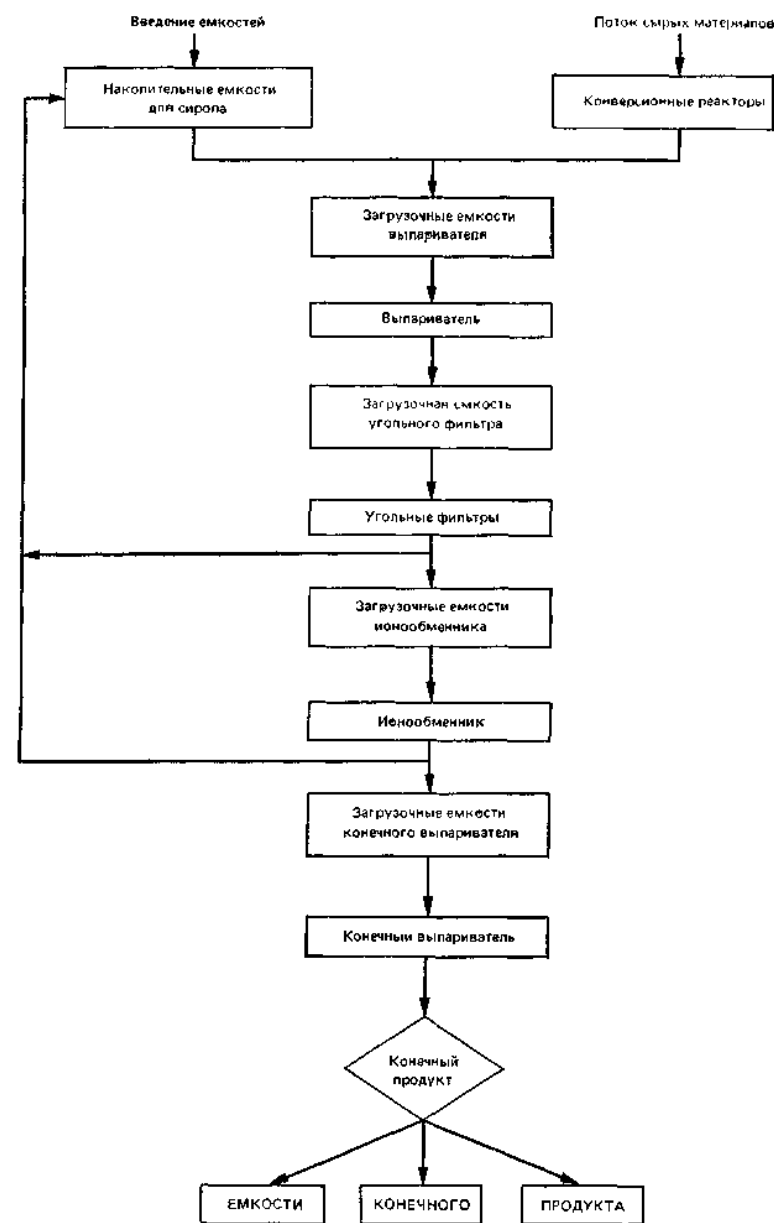 Введение емкостей
Поток сырых материалов
Накопительные емкости
для сиропа
Конверсионные реакторы
Загрузочные емкости
выпаривателя
Выпариватель
Загрузочная емкость
угольного фильтра
Угольные фильтры
Загрузочные емкости
ионообменника
Ионообменник
Загрузочные емкости
конечного выпаривателя
Конечный выпариватель
Конечный
продукт
ЕМКОСТИ
КОНЕЧНОГО
ПРОДУКТА